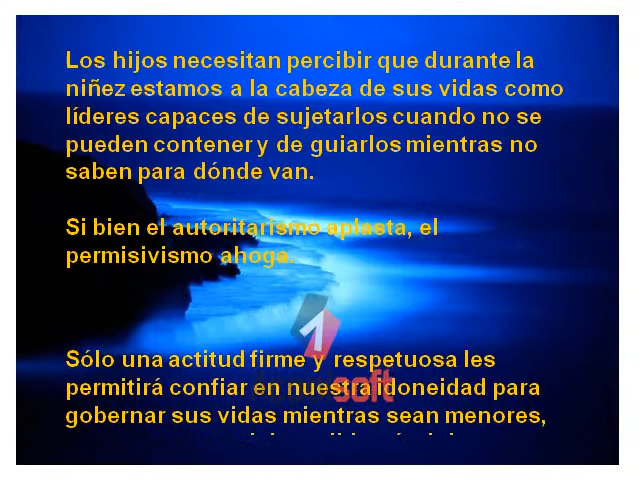 Los hijos necesitan percibir que durante la
niñez estamos a la cabeza de sus vidas como
líderes capaces de sujetarlos cuando no se
pueden contener y de guiarlos mientras no
saben para dónde van.
Si bien el autoritarismo aplasta, el
permisivismo ahoga.
Sólo una actitud firme y respetuosa les
permitirá confiar en nuestra idoneidad para
gobernar sus vidas mientras sean menores,
soft